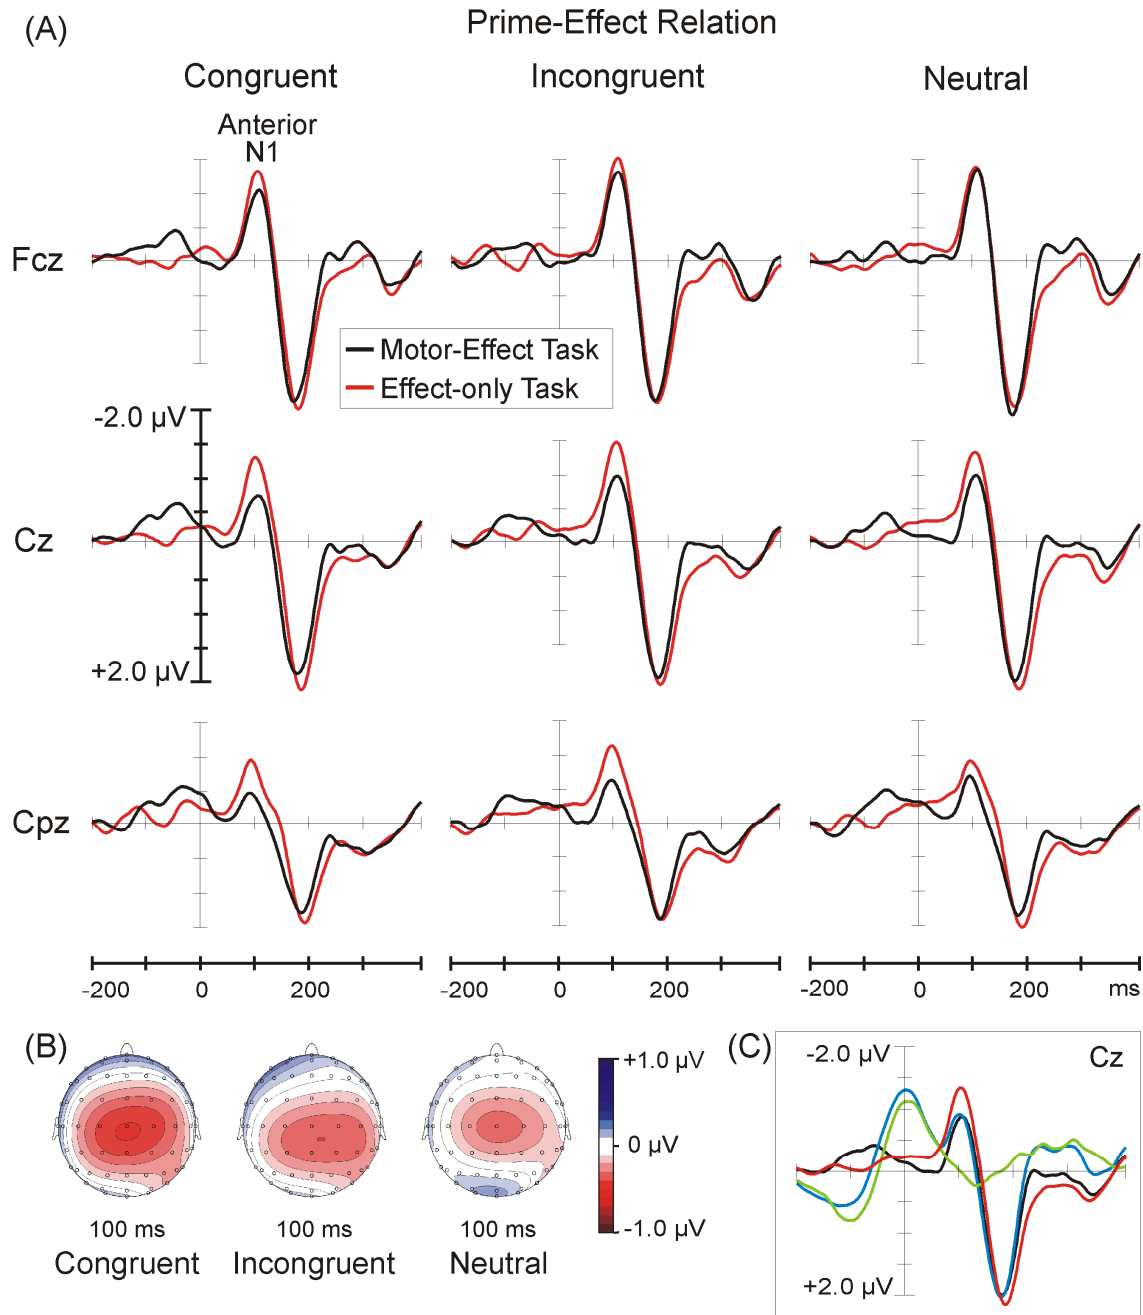 (A)
Prime-Effect Relation
Congruent
Incongruent
Neutral
Anterior
N1
Fcz
Motor-Effect Task
Effect-only Task
-2.0 µV
Cz
+2.0 µV
Cpz
-200 0 200 -200 0 200 -200 0 200 ms
(B)
+1.0 µV
0 µV
-1.0 µV
100 ms 100 ms 100 ms
Congruent Incongruent Neutral
(C)
-2.0 µV
Cz
+2.0 µV